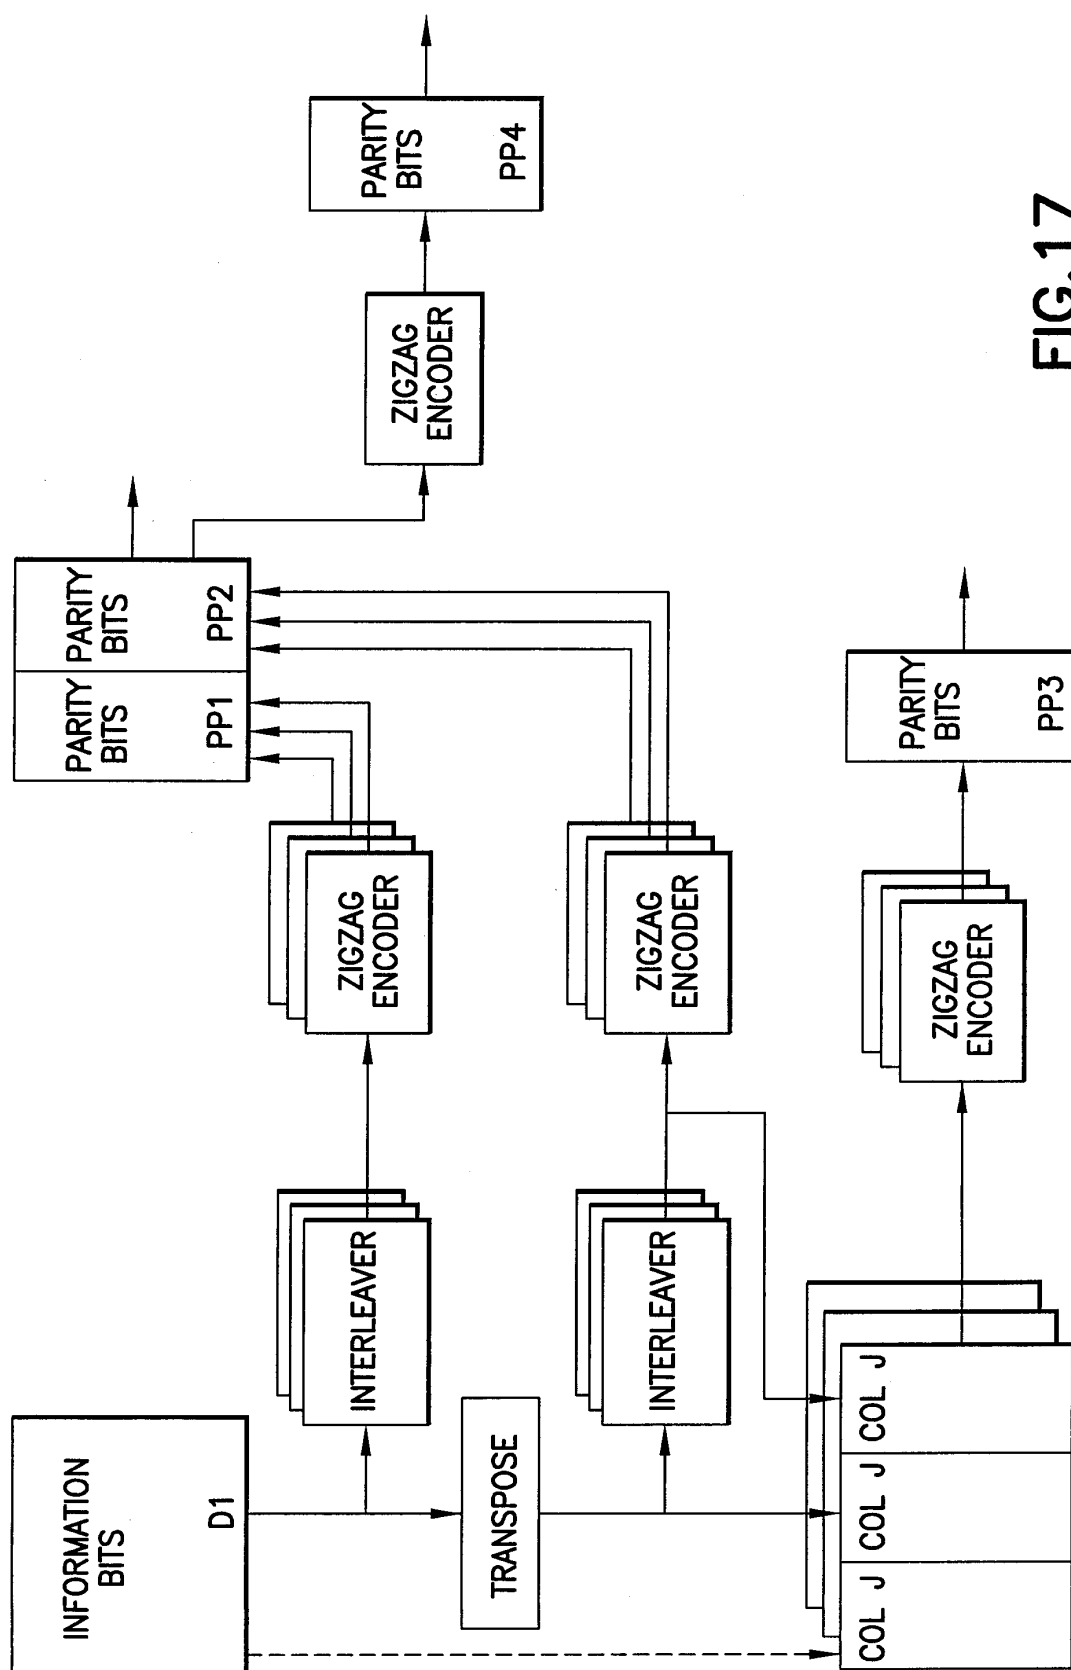 INFORMATION
BITS
D1
INTERLEAVER
ZIGZAG
ENCODER
PARITY
BITS
PP1
PARITY
BITS
PP2
ZIGZAG
ENCODER
PARITY
BITS
PP4
TRANSPOSE
INTERLEAVER
ZIGZAG
ENCODER
COL J
COL J
COL J
ZIGZAG
ENCODER
PARITY
BITS
PP3
FIG.17